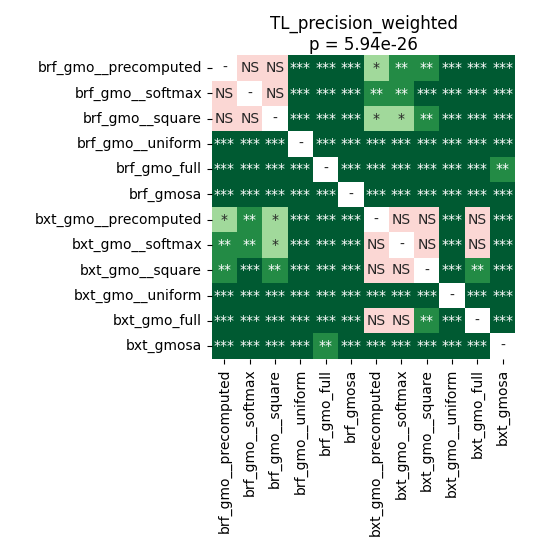 TL_precision_weighted
p = 5.94e-26
brf_gmo__precomputed - NS NS *** *** *** * ** ** *** *** ***
brf_gmo__softmax NS - NS *** *** *** ** ** *** *** *** ***
brf_gmo__square NS NS - *** *** *** * * ** *** *** ***
brf_gmo__uniform *** *** *** - *** *** *** *** *** *** *** ***
brf_gmo_full *** *** *** *** - *** *** *** *** *** *** **
brf_gmosa *** *** *** *** *** - *** *** *** *** *** ***
bxt_gmo__precomputed * ** * *** *** *** - NS NS *** NS ***
bxt_gmo__softmax ** ** * *** *** *** NS - NS *** NS ***
bxt_gmo__square ** *** ** *** *** *** NS NS - *** ** ***
bxt_gmo__uniform *** *** *** *** *** *** *** *** *** - *** ***
bxt_gmo_full *** *** *** *** *** *** NS NS ** *** - ***
bxt_gmosa *** *** *** *** ** *** *** *** *** *** *** -
brf_gmo__precomputed
brf_gmo__softmax
brf_gmo__square
brf_gmo__uniform
brf_gmo_full
brf_gmosa
bxt_gmo__precomputed
bxt_gmo__softmax
bxt_gmo__square
bxt_gmo__uniform
bxt_gmo_full
bxt_gmosa